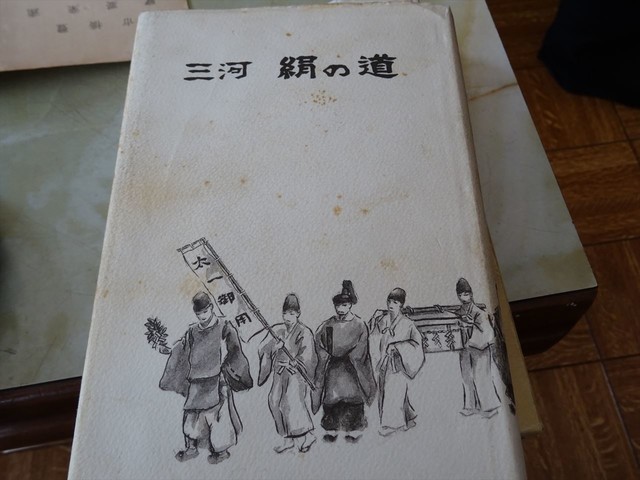 三河 絹の道
太一御用